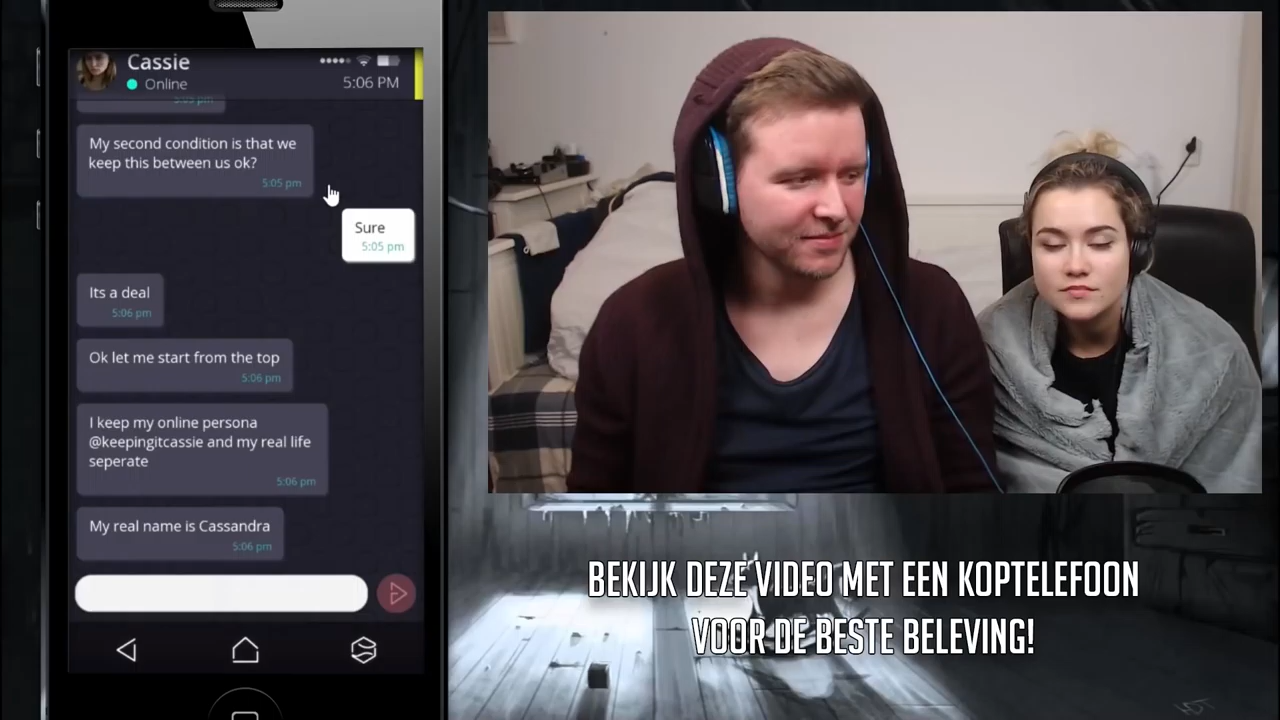 Cassie
Online
5:06 PM
5:05 pm
My second condition is that we
keep this between us ok?
5:05 pm
Sure
5:05 pm
Its a deal
5:06 pm
Ok let me start from the top
5:06 pm
I keep my online persona
@keepingitcassie and my real life
seperate
5:06 pm
My real name is Cassandra
5:06 pm
BEKIJK DEZE VIDEO MET EEN KOPTELEFOON
VOOR DE BESTE BELEVING!